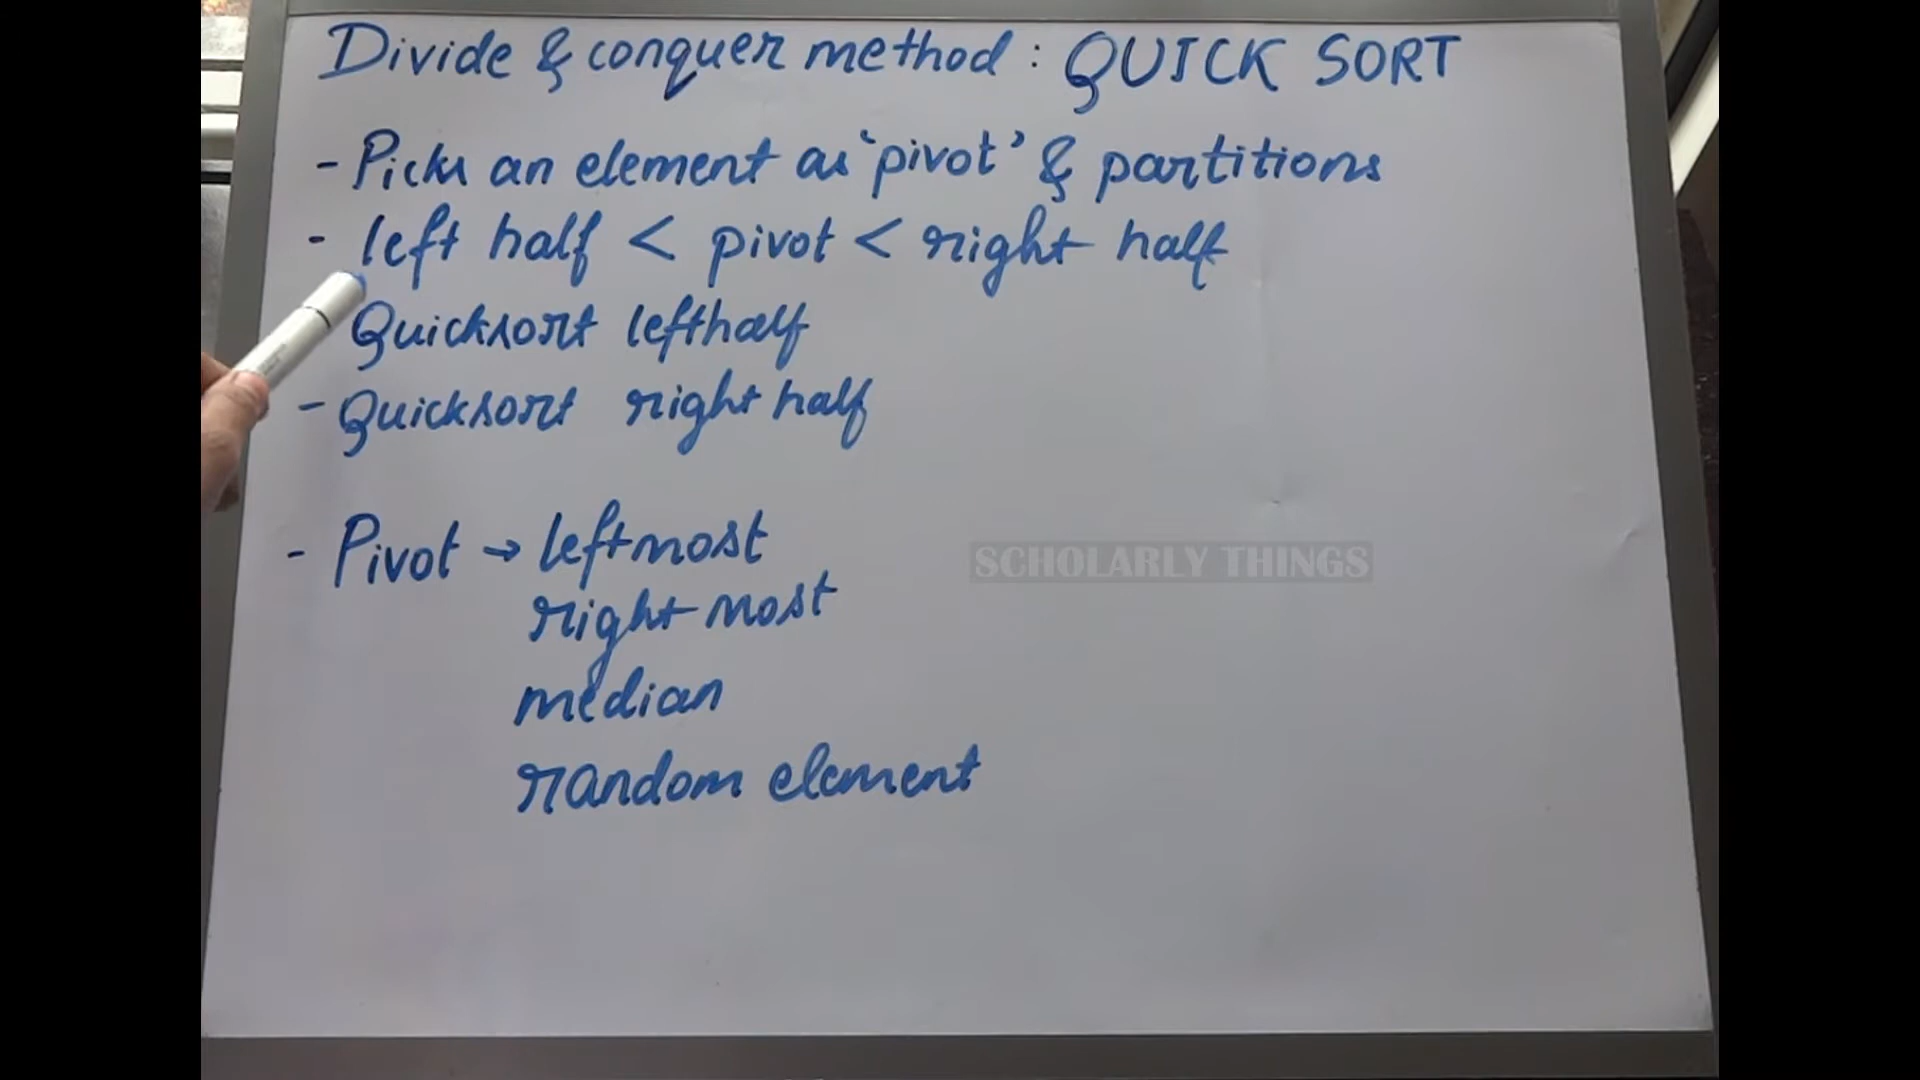 Divide & conquer method : QUICK SORT
- Picks an element as 'pivot' & partitions
- left half < pivot < right half
Quicksort lefthalf
- Quicksort right half
- Pivot → leftmost
right most
median
random element
SCHOLARLY THINGS